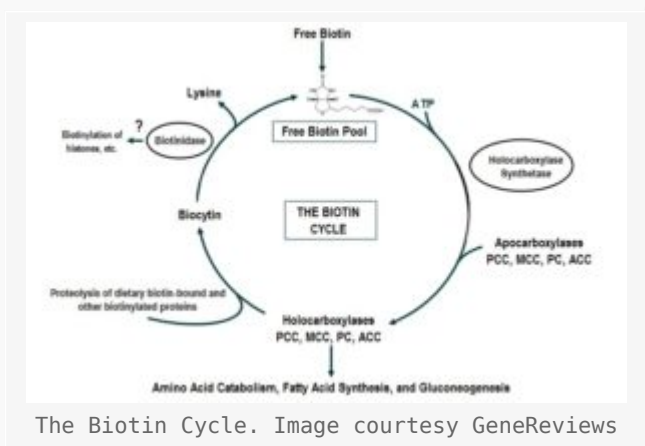 Free Biotin
Lysine
ATP
Free Biotin Pool
?
Biotinidase
Biotinylation of
histones, etc.
Holocarboxylase
Synthetase
Biocytin
THE BIOTIN
CYCLE
Apocarboxylases
PCC, MCC, PC, ACC
Proteolysis of dietary biotin-bound and
other biotinylated proteins
Holocarboxylases
PCC, MCC, PC, ACC
Amino Acid Catabolism, Fatty Acid Synthesis, and Gluconeogenesis
The Biotin Cycle. Image courtesy GeneReviews